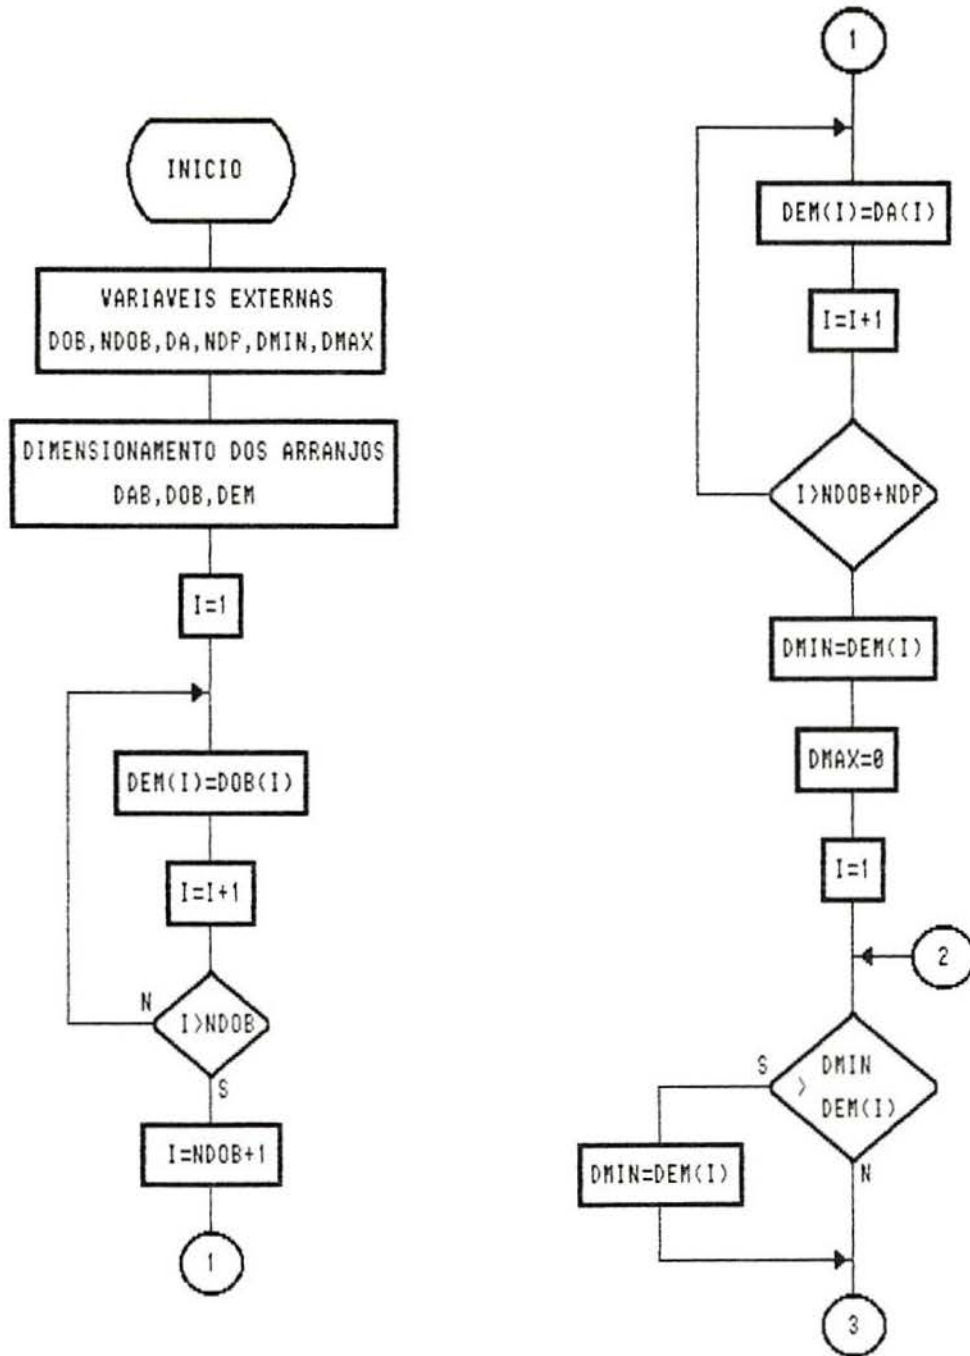 INICIO
VARIAVEIS EXTERNAS
DOB,NDOB,DA,NDP,DMIN,DMAX
DIMENSIONAMENTO DOS ARRANJOS
DAB,DOB,DEM
I=1
DEM(I)=DOB(I)
I=I+1
N
I>NDOB
S
I=NDOB+1
1
1
DEM(I)=DA(I)
I=I+1
I>NDOB+NDP
DMIN=DEM(I)
DMAX=0
I=1
2
S
DMIN
>
DEM(I)
N
DMIN=DEM(I)
3